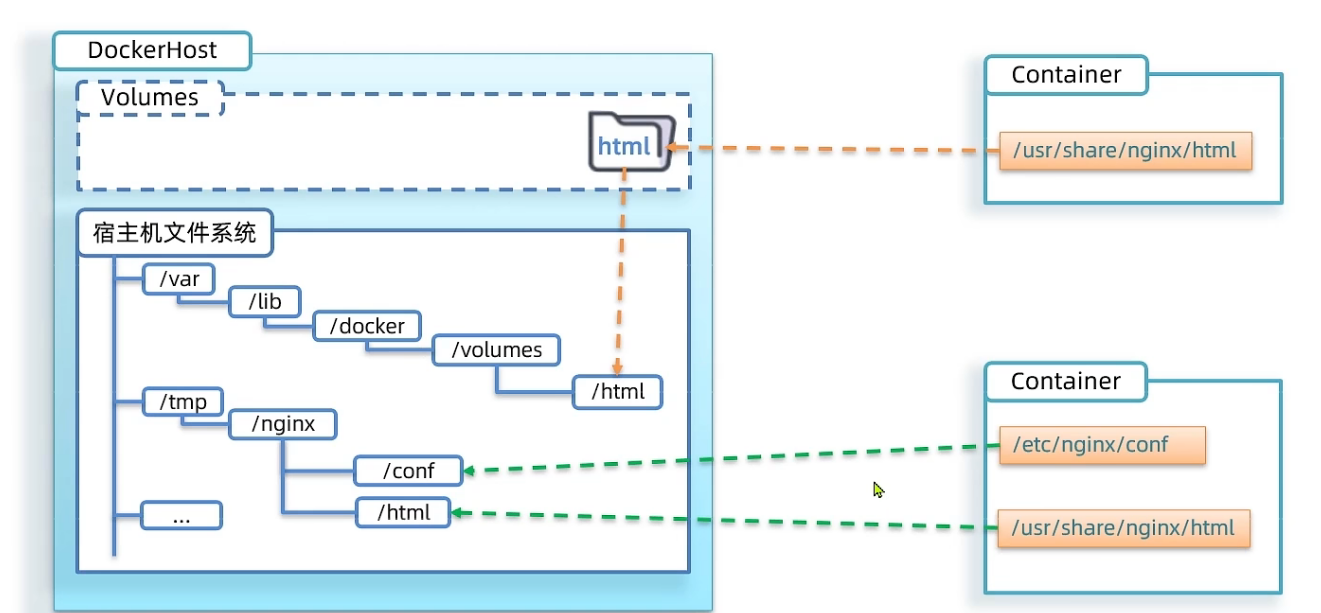 DockerHost
Volumes
html
宿主机文件系统
/var
/lib
/docker
/volumes
/html
/tmp
/nginx
/conf
/html
...
Container
/usr/share/nginx/html
Container
/etc/nginx/conf
/usr/share/nginx/html